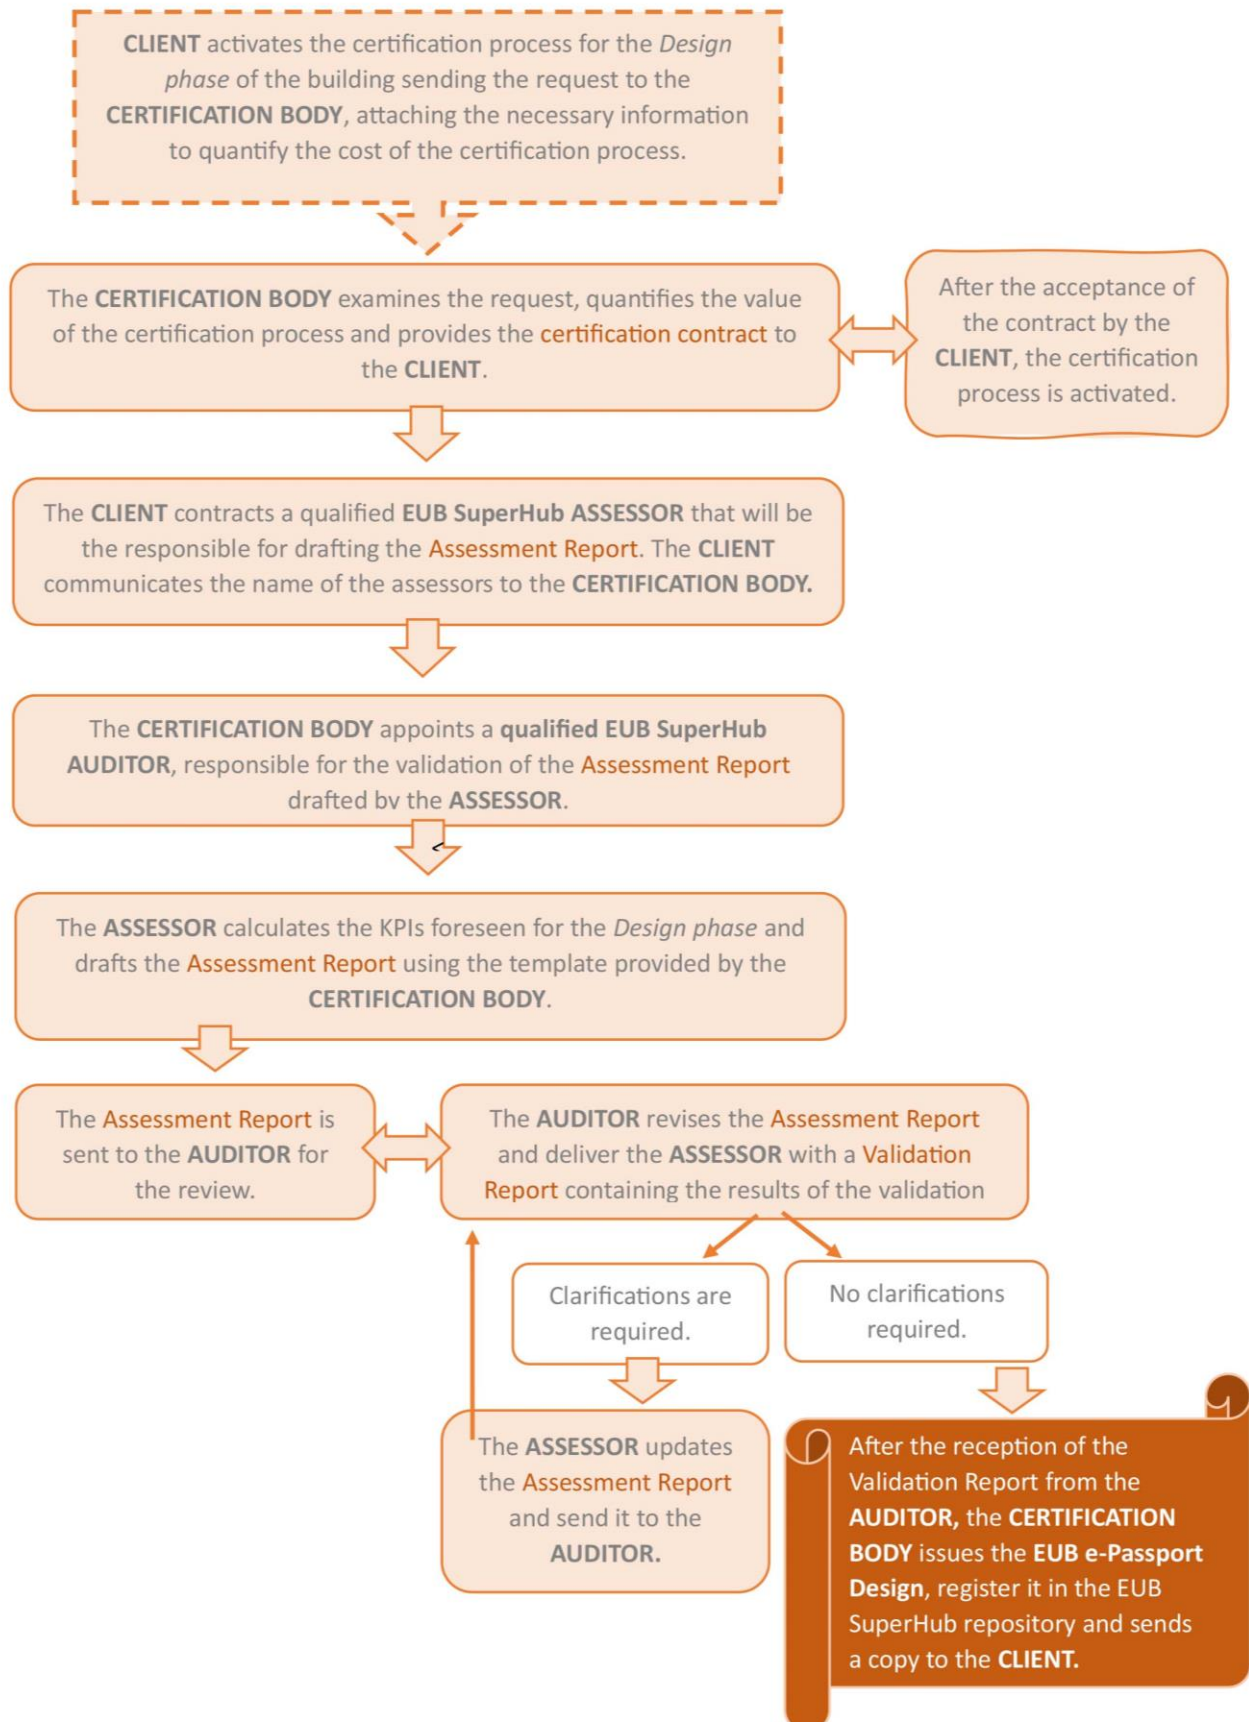 CLIENT activates the certification process for the Design
phase of the building sending the request to the
CERTIFICATION BODY, attaching the necessary information
to quantify the cost of the certification process.
The CERTIFICATION BODY examines the request, quantifies the value
of the certification process and provides the certification contract to
the CLIENT.
After the acceptance of
the contract by the
CLIENT, the certification
process is activated.
The CLIENT contracts a qualified EUB SuperHub ASSESSOR that will be
the responsible for drafting the Assessment Report. The CLIENT
communicates the name of the assessors to the CERTIFICATION BODY.
The CERTIFICATION BODY appoints a qualified EUB SuperHub
AUDITOR, responsible for the validation of the Assessment Report
drafted by the ASSESSOR.
The ASSESSOR calculates the KPIs foreseen for the Design phase and
drafts the Assessment Report using the template provided by the
CERTIFICATION BODY.
The Assessment Report is
sent to the AUDITOR for
the review.
The AUDITOR revises the Assessment Report
and deliver the ASSESSOR with a Validation
Report containing the results of the validation
Clarifications are
required.
No clarifications
required.
The ASSESSOR updates
the Assessment Report
and send it to the
AUDITOR.
After the reception of the
Validation Report from the
AUDITOR, the CERTIFICATION
BODY issues the EUB e-Passport
Design, register it in the EUB
SuperHub repository and sends
a copy to the CLIENT.